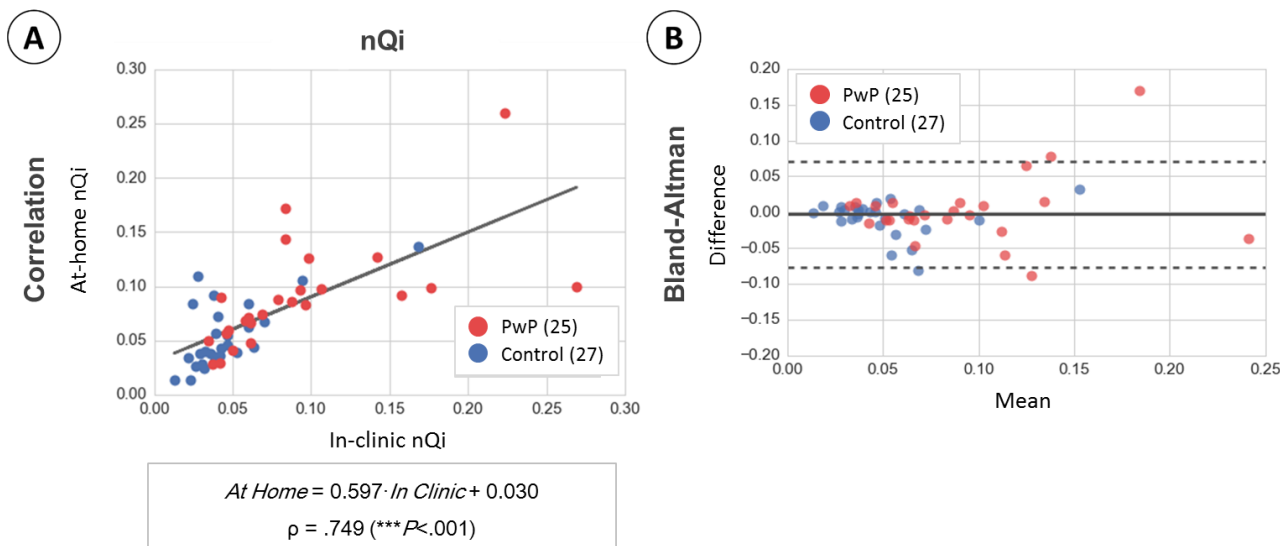 A
nQi
Correlation
At-home nQi
0.30
0.25
0.20
0.15
0.10
0.05
0.00
0.00 0.05 0.10 0.15 0.20 0.25 0.30
PwP (25)
Control (27)
In-clinic nQi
At Home = 0.597· In Clinic + 0.030
ρ = .749 (***P<.001)
B
Bland-Altman
Difference
0.20
0.15
0.10
0.05
0.00
−0.05
−0.10
−0.15
−0.20
0.00 0.05 0.10 0.15 0.20 0.25
PwP (25)
Control (27)
Mean